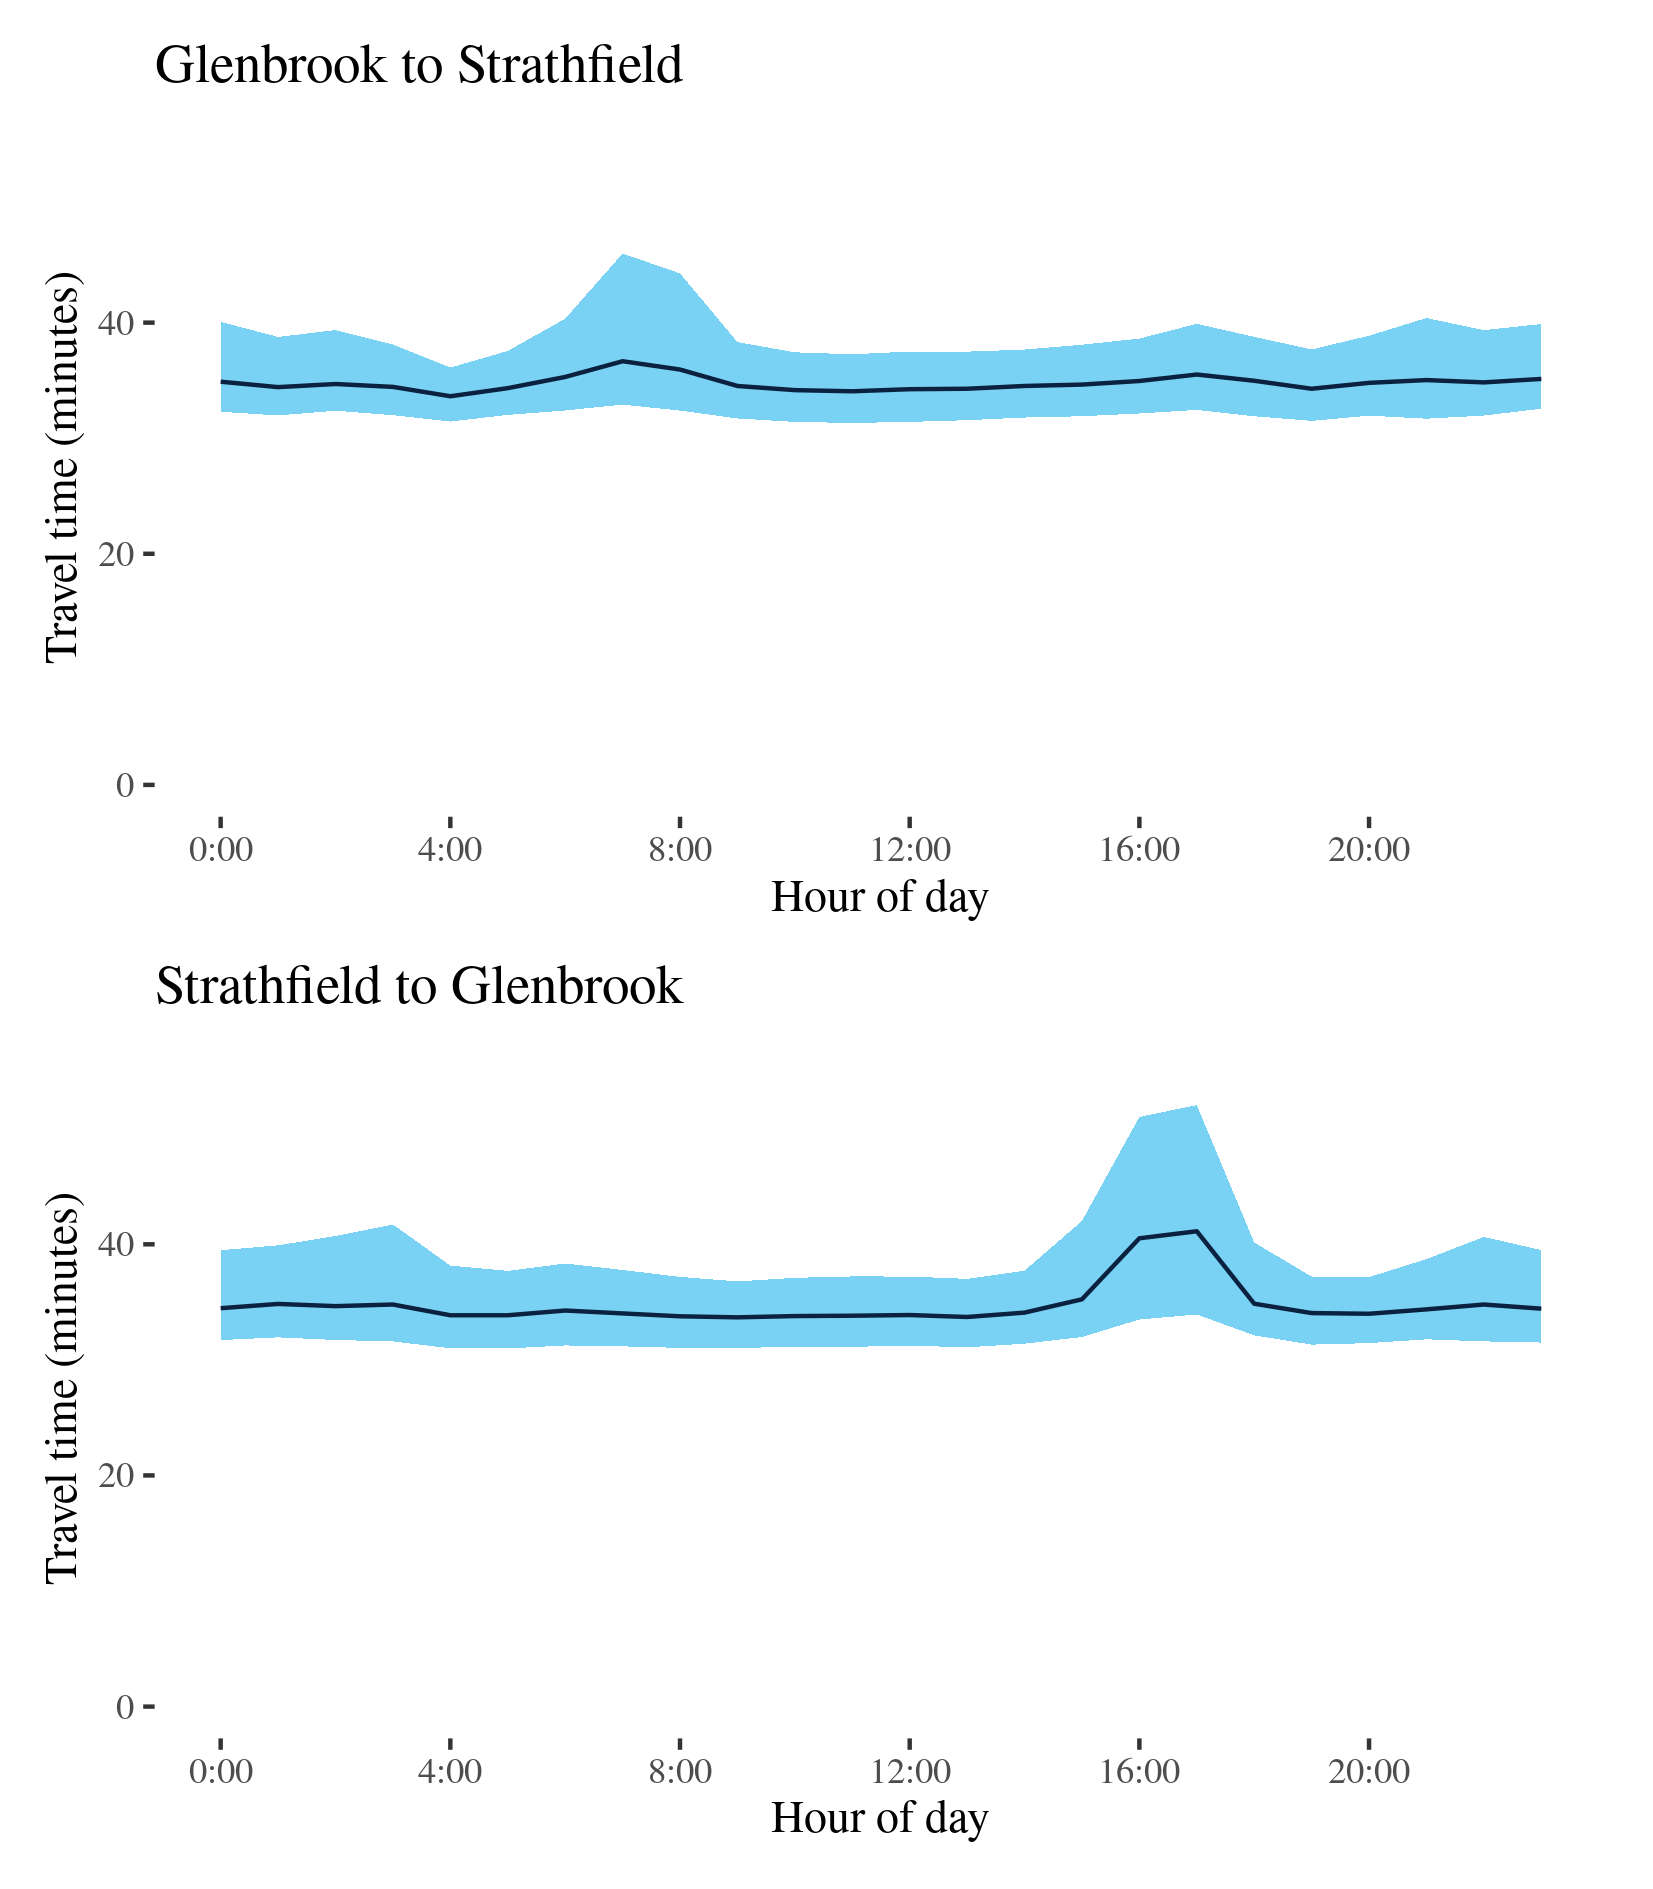 Glenbrook to Strathfield
Travel time (minutes)
40
20
0
0:00 4:00 8:00 12:00 16:00 20:00
Hour of day
Strathfield to Glenbrook
Travel time (minutes)
40
20
0
0:00 4:00 8:00 12:00 16:00 20:00
Hour of day